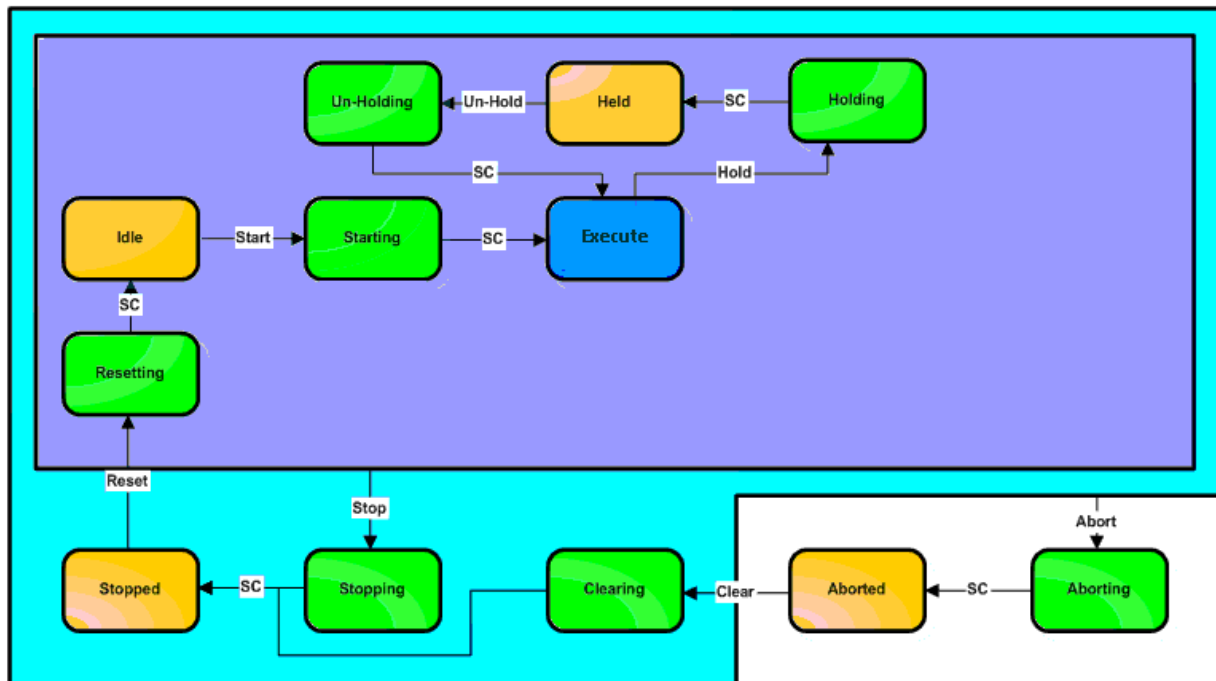 Un-Holding
Un-Hold
Held
SC
Holding
SC
Hold
Idle
Start
Starting
SC
Execute
SC
Resetting
Reset
Stop
Abort
Stopped
SC
Stopping
Clearing
Clear
Aborted
SC
Aborting